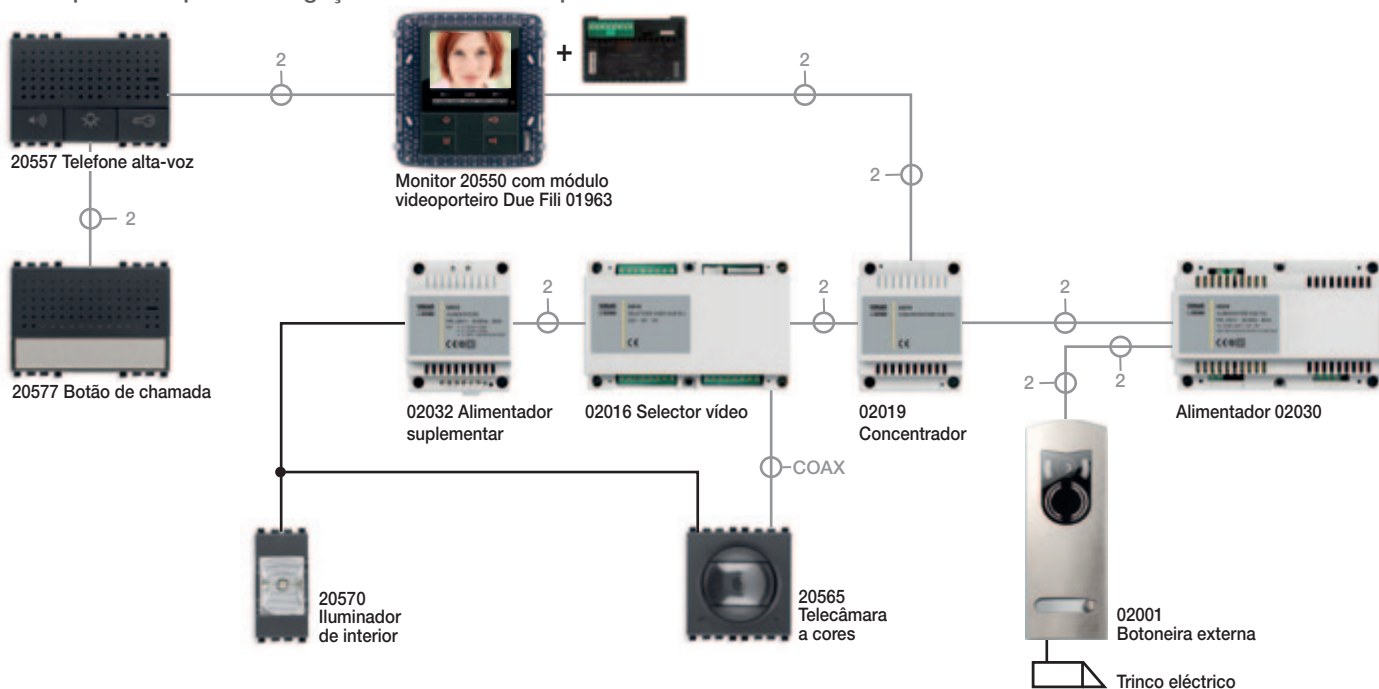 2
2
2
20557 Telefone alta-voz
Monitor 20550 com módulo
videoporteiro Due Fili 01963
2
2
2
2
2
2
20577 Botão de chamada
02032 Alimentador
suplementar
02016 Selector vídeo
02019
Concentrador
Alimentador 02030
COAX
20570
Iluminador
de interior
20565
Telecâmara
a cores
02001
Botoneira externa
Trinco eléctrico